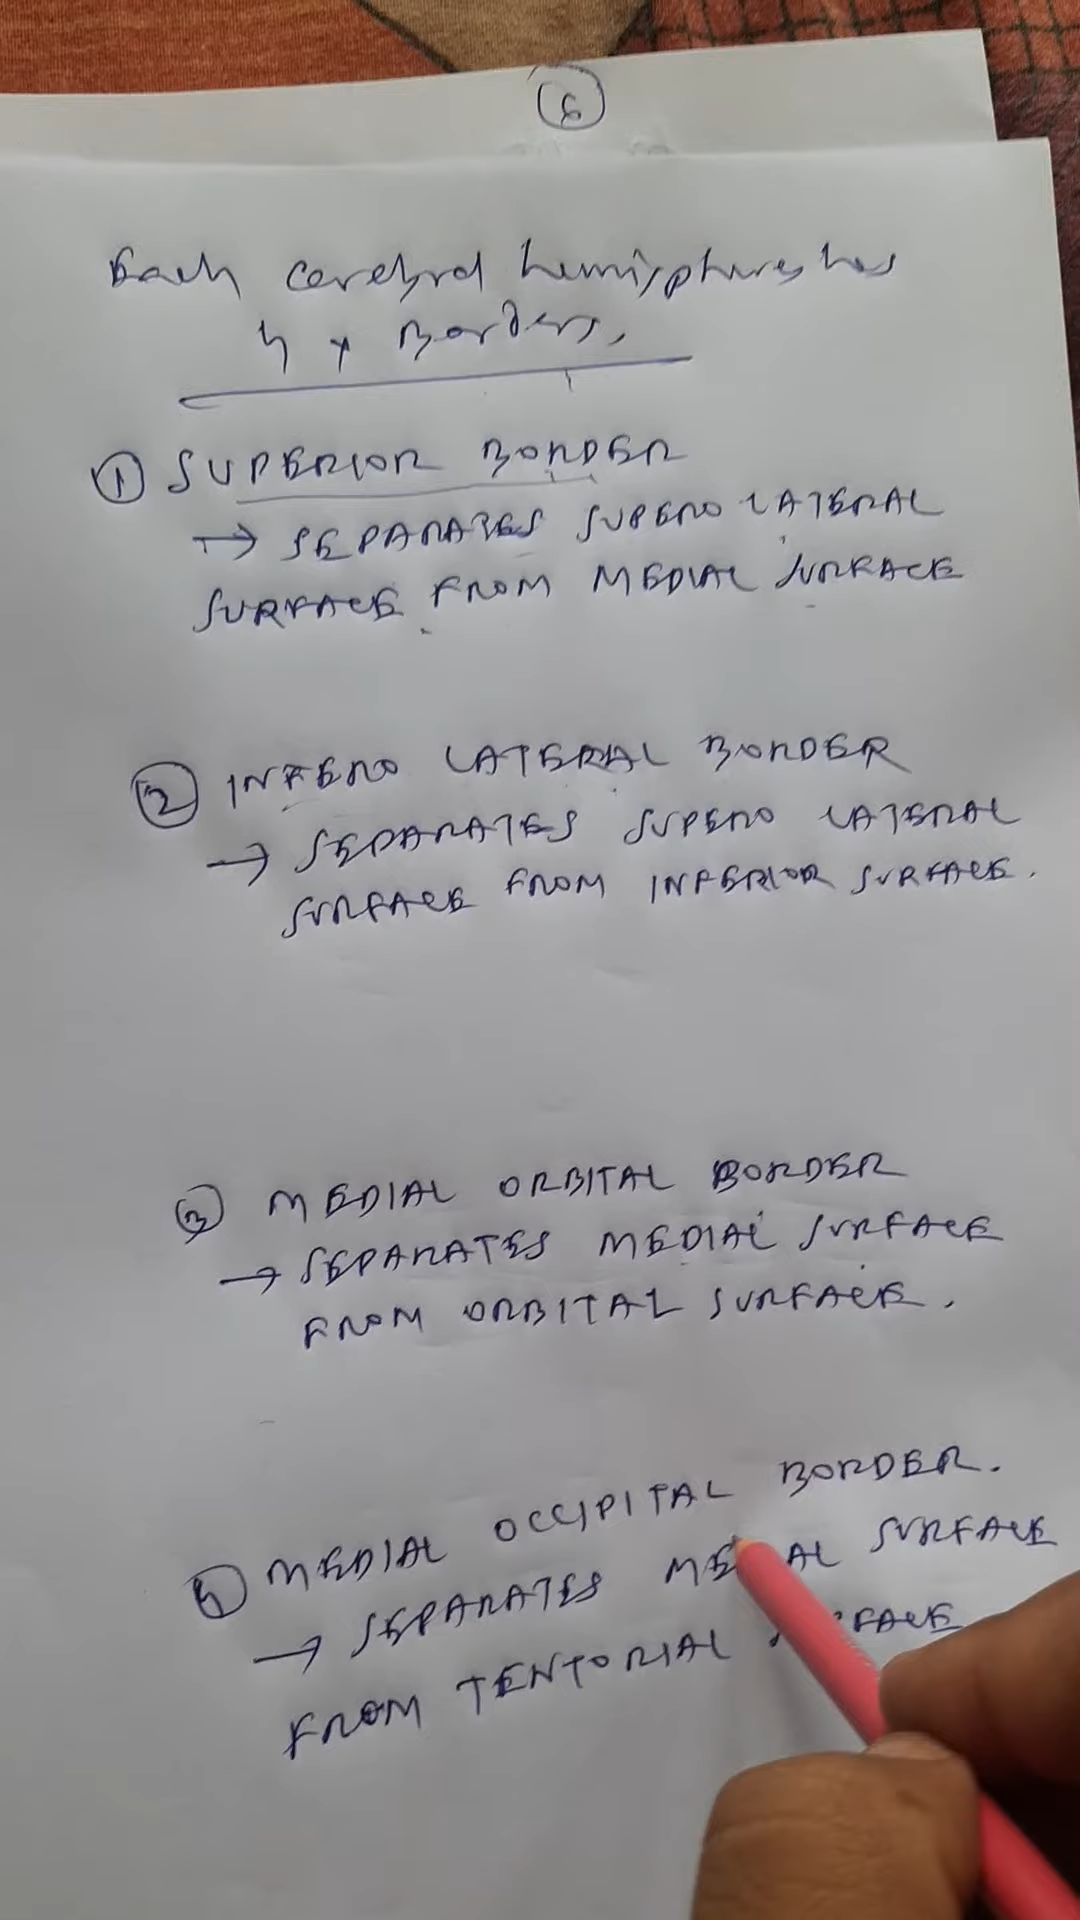 6
Each cerebral hemispheres has
4 x Borders,
① SUPERIOR BORDER
→ SEPARATES SUPERO LATERAL
SURFACE FROM MEDIAL SURFACE
② INFERO LATERAL BORDER
→ SEPARATES SUPERO LATERAL
SURFACE FROM INFERIOR SURFACE.
③ MEDIAL ORBITAL BORDER
→ SEPARATES MEDIAL SURFACE
FROM ORBITAL SURFACE.
④ MEDIAL OCCIPITAL BORDER.
→ SEPARATES SURFACE
FROM TENTORIAL